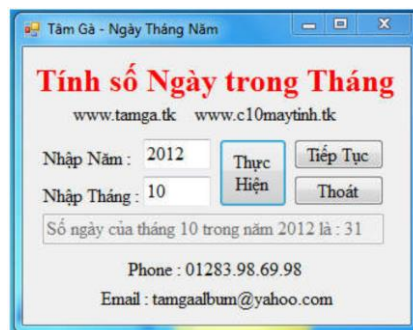 Tâm Gà - Ngày Tháng Năm
Tính số Ngày trong Tháng
www.tamga.tk www.c10maytinh.tk
Nhập Năm : 2012
Thực Hiện
Tiếp Tục
Nhập Tháng : 10
Thoát
Số ngày của tháng 10 trong năm 2012 là : 31
Phone : 01283.98.69.98
Email : tamgaalbum@yahoo.com